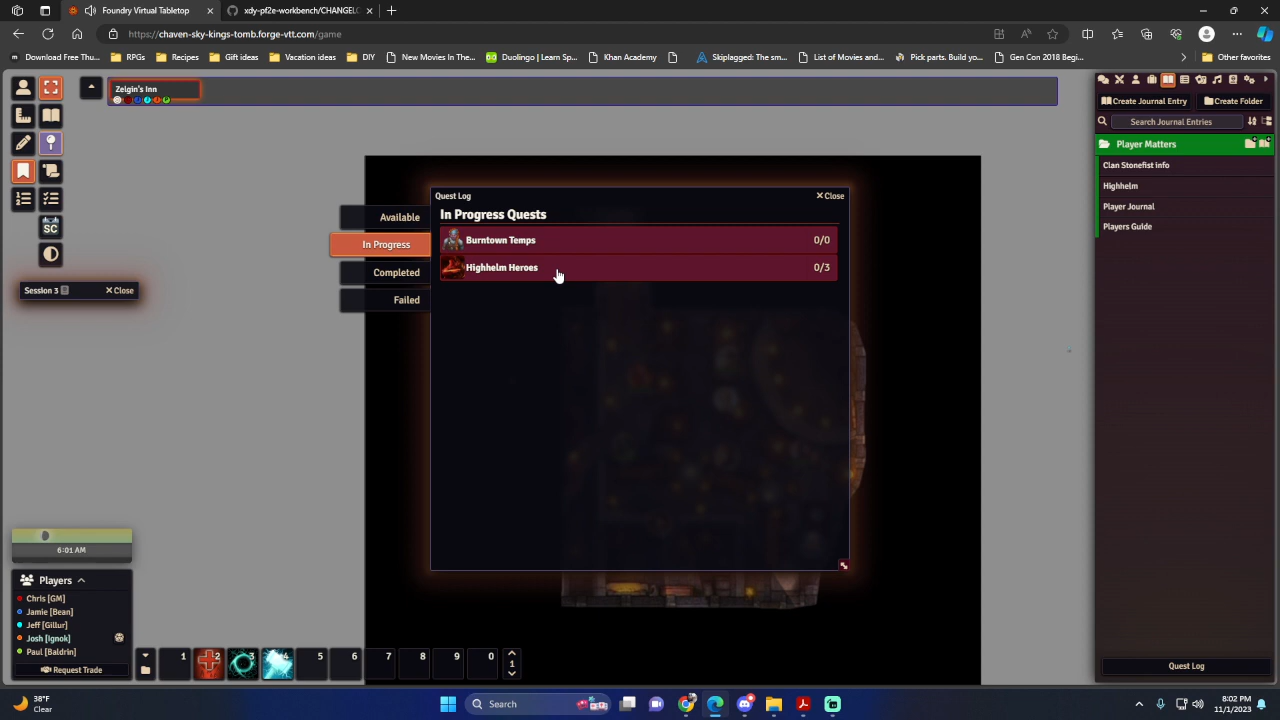 Foundry Virtual Tabletop
xdy-pf2e-workbench/CHANGELC
https://chaven-sky-kings-tomb.forge-vtt.com/game
Download Free Thu...
RPGs
Recipes
Gift ideas
Vacation ideas
DIY
New Movies In Thea...
Duolingo | Learn Sp...
Khan Academy
Skiplagged: The sm...
List of Movies and...
Pick parts. Build yo...
Gen Con 2018 Begi...
Other favorites
Zelgin's Inn
Create Journal Entry
Create Folder
Search Journal Entries
Player Matters
Clan Stonefist info
Highhelm
Player Journal
Players Guide
Quest Log
Close
In Progress Quests
Available
In Progress
Completed
Failed
Burntown Temps
0/0
Highhelm Heroes
0/3
SC
Session 3
Close
6:01 AM
Players
Chris [GM]
Jamie [Bean]
Jeff [Gillur]
Josh [Ignok]
Paul [Baldrin]
Request Trade
1
2
3
4
5
6
7
8
9
0
1
Quest Log
38°F
Clear
Search
8:02 PM
11/1/2023